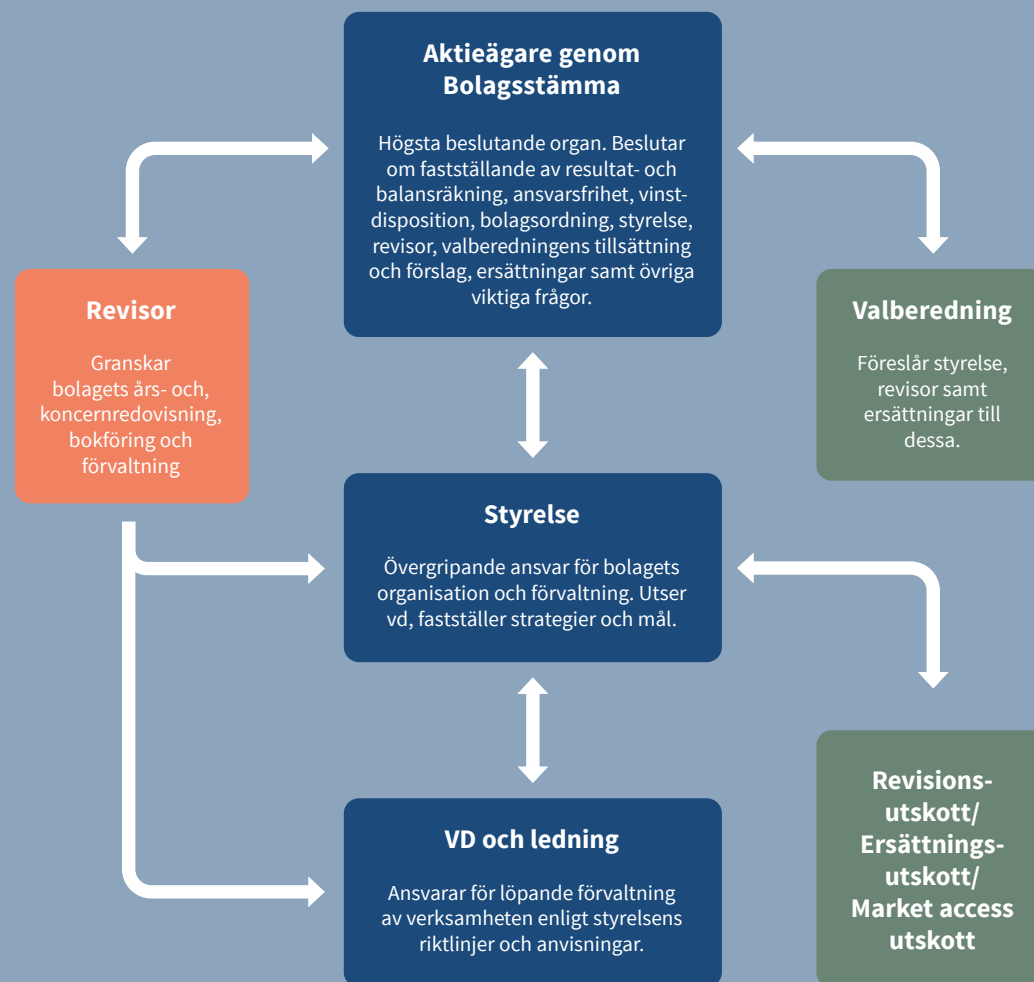 Aktieägare genom
Bolagsstämma
Högsta beslutande organ. Beslutar
om fastställande av resultat- och
balansräkning, ansvarsfrihet, vinst-
disposition, bolagsordning, styrelse,
revisor, valberedningens tillsättning
och förslag, ersättningar samt övriga
viktiga frågor.
Revisor
Granskar
bolagets års- och,
koncernredovisning,
bokföring och
förvaltning
Valberedning
Föreslår styrelse,
revisor samt
ersättningar till
dessa.
Styrelse
Övergripande ansvar för bolagets
organisation och förvaltning. Utser
vd, fastställer strategier och mål.
VD och ledning
Ansvarar för löpande förvaltning
av verksamheten enligt styrelsens
riktlinjer och anvisningar.
Revisions-
utskott/
Ersättnings-
utskott/
Market access
utskott